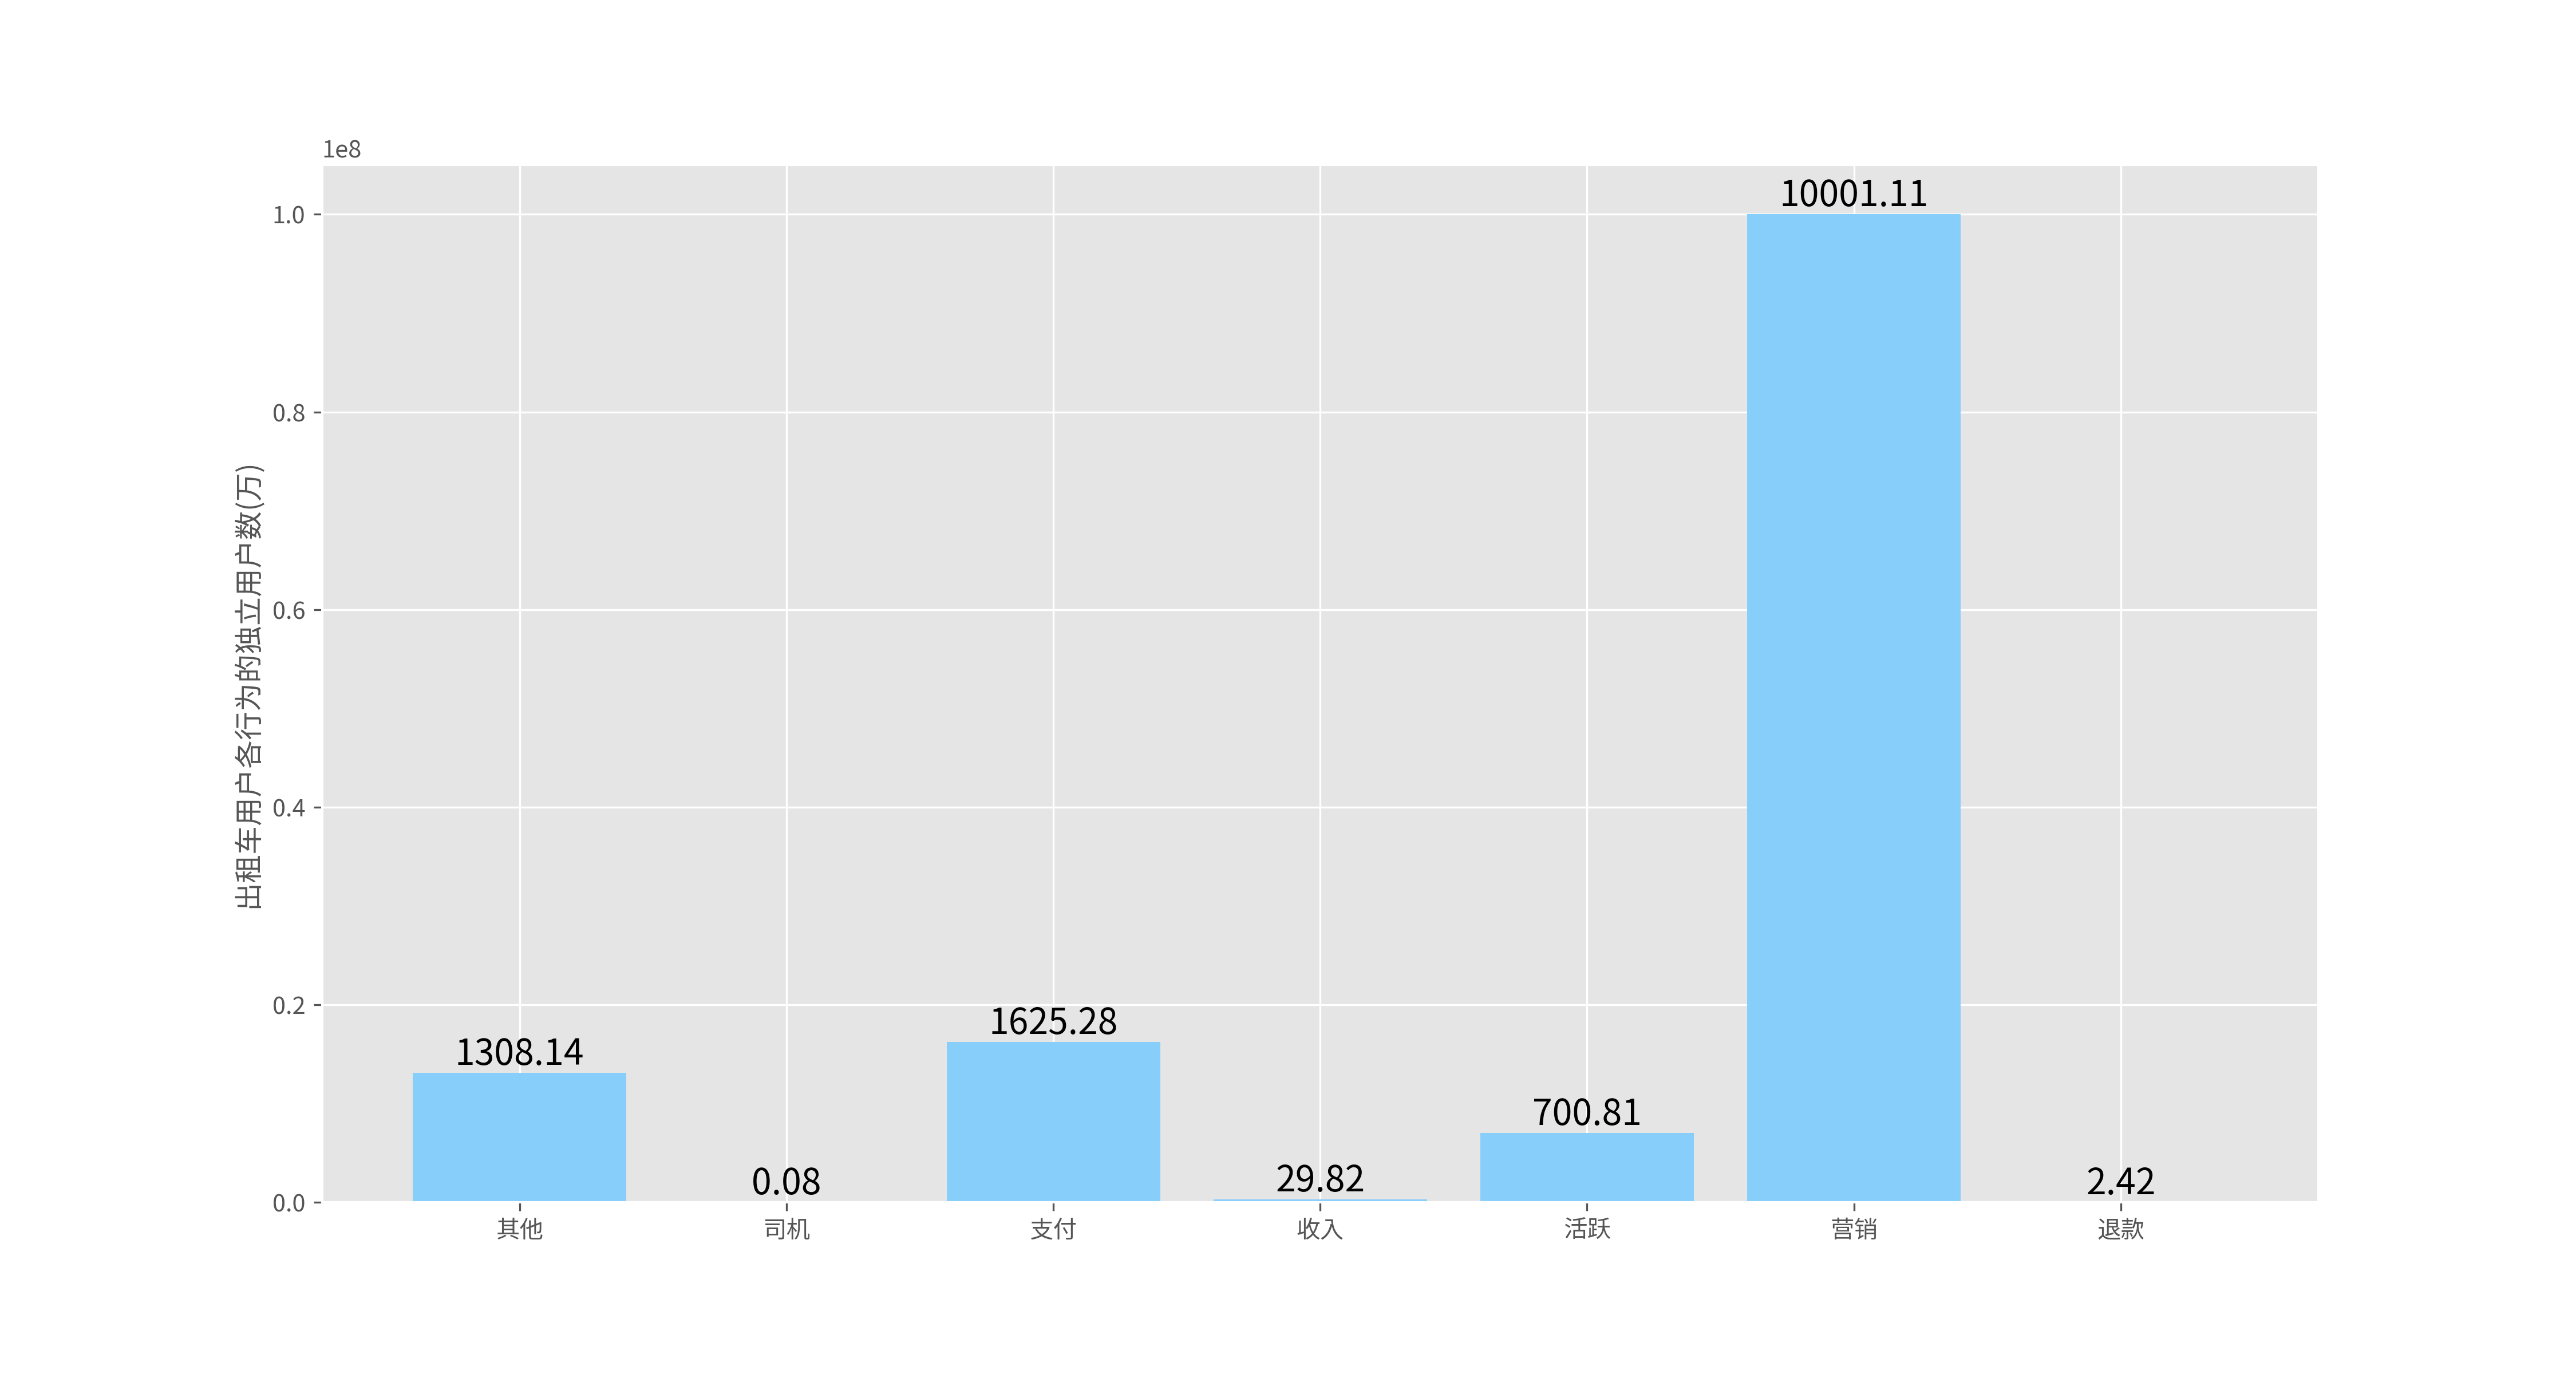 1e8
1.0
0.8
0.6
0.4
0.2
0.0
出租车用户各行为的独立用户数(万)
1308.14
0.08
1625.28
29.82
700.81
10001.11
2.42
其他
司机
支付
收入
活跃
营销
退款